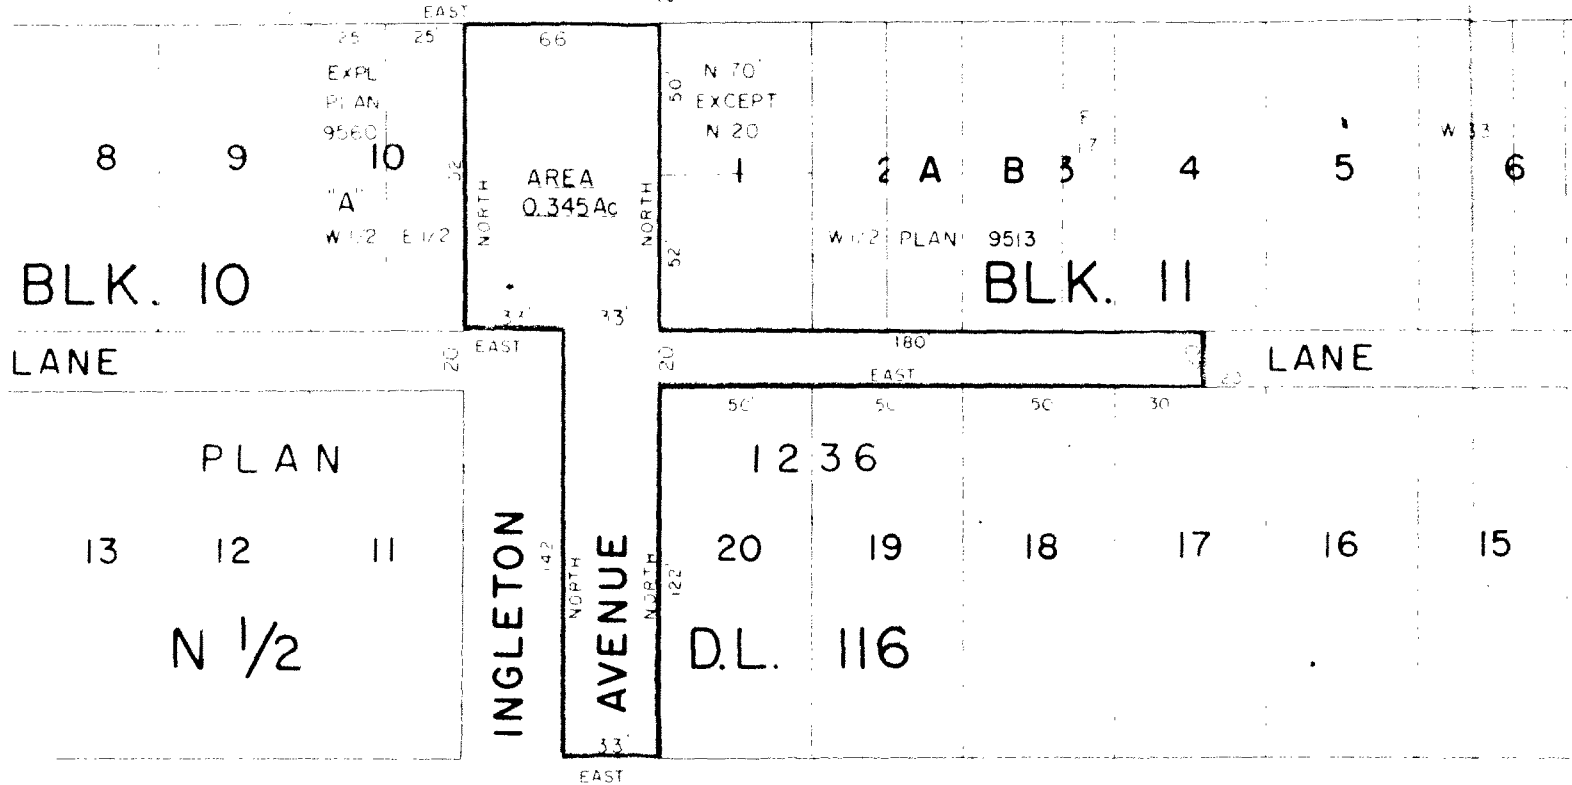 EAST
25 25' 66
EXPL
PLAN
9560
8 9 10
"A"
W 1/2 E 1/2
NORTH
AREA
0.345 Ac
NORTH
50'
52'
N 70'
EXCEPT
N 20
1 2 A B 3 4 5 6
W 33
W 1/2 PLAN 9513
BLK. 10
BLK. 11
33' 33'
EAST
LANE
20
20
180'
EAST
20
LANE
50' 50 50 30
PLAN
1236
13 12 11
142
NORTH
NORTH
122'
20 19 18 17 16 15
INGLETON
AVENUE
N 1/2
D.L. 116
33'
EAST